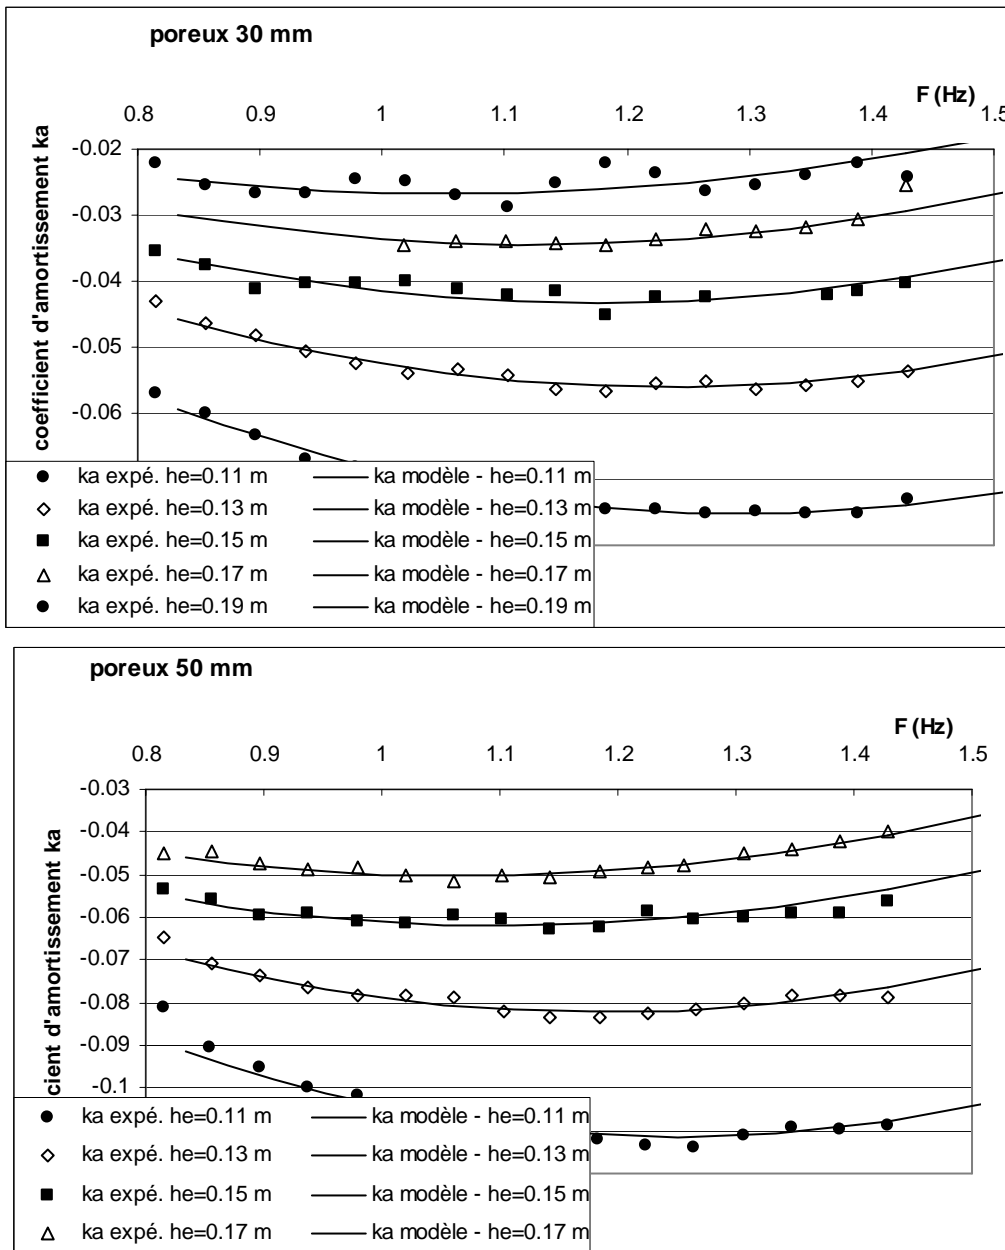 poreux 30 mm
F (Hz)
0.8 0.9 1 1.1 1.2 1.3 1.4 1.5
coefficient d'amortissement ka
-0.02
-0.03
-0.04
-0.05
-0.06
ka expé. he=0.11 m ka modèle - he=0.11 m
ka expé. he=0.13 m ka modèle - he=0.13 m
ka expé. he=0.15 m ka modèle - he=0.15 m
ka expé. he=0.17 m ka modèle - he=0.17 m
ka expé. he=0.19 m ka modèle - he=0.19 m
poreux 50 mm
F (Hz)
0.8 0.9 1 1.1 1.2 1.3 1.4 1.5
cient d'amortissement ka
-0.03
-0.04
-0.05
-0.06
-0.07
-0.08
-0.09
-0.1
ka expé. he=0.11 m ka modèle - he=0.11 m
ka expé. he=0.13 m ka modèle - he=0.13 m
ka expé. he=0.15 m ka modèle - he=0.15 m
ka expé. he=0.17 m ka modèle - he=0.17 m